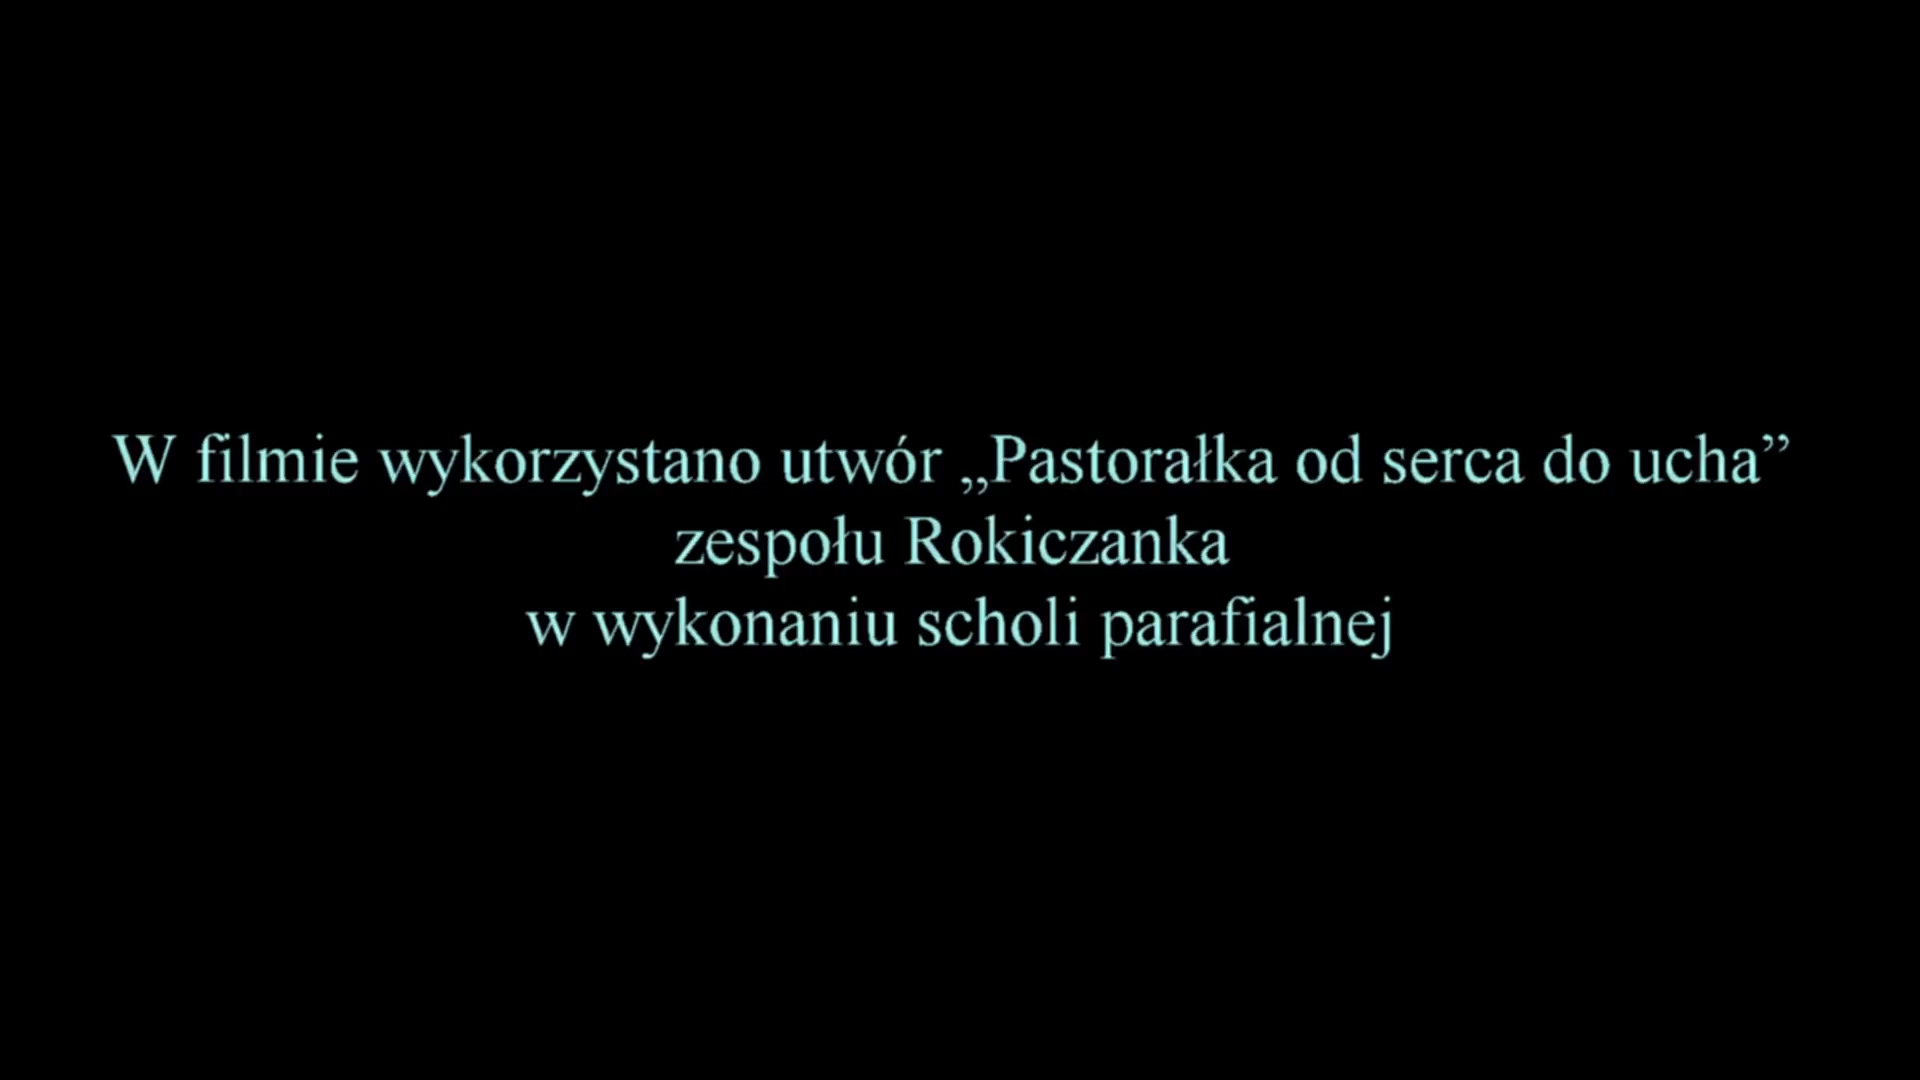 W filmie wykorzystano utwór „Pastorałka od serca do ucha”
zespołu Rokiczanka
w wykonaniu scholi parafialnej